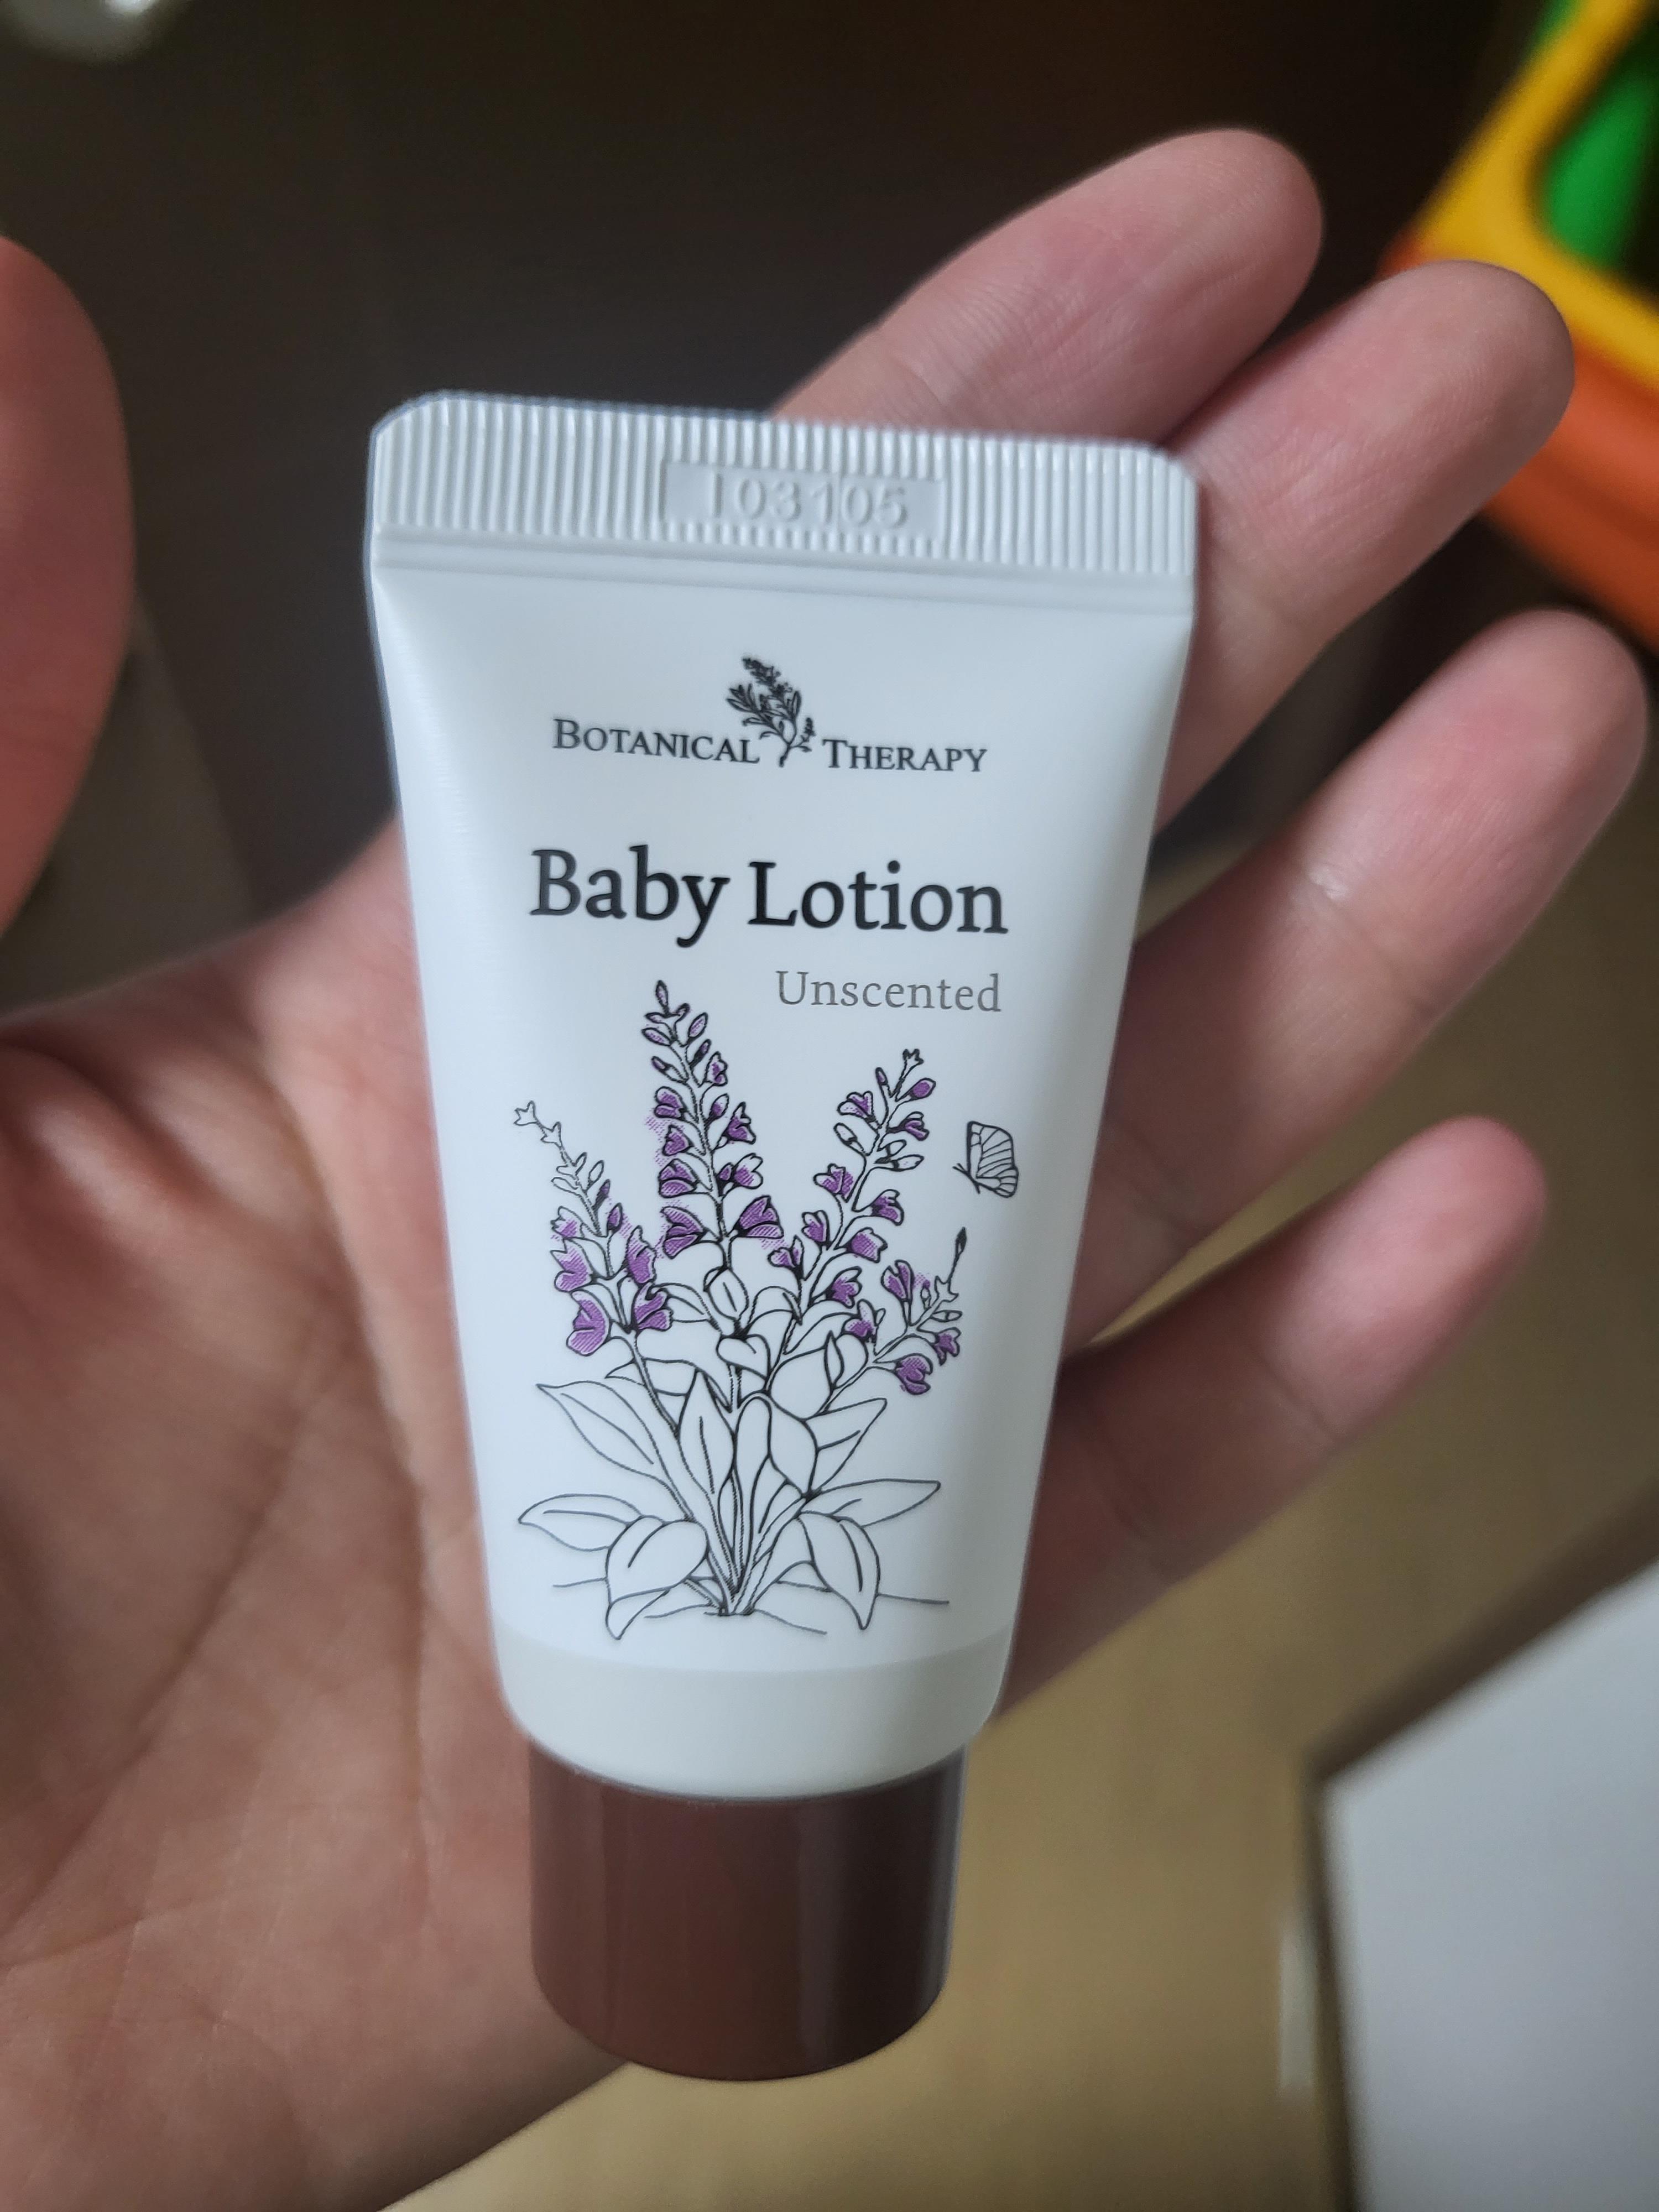 103105
BOTANICAL THERAPY
Baby Lotion
Unscented